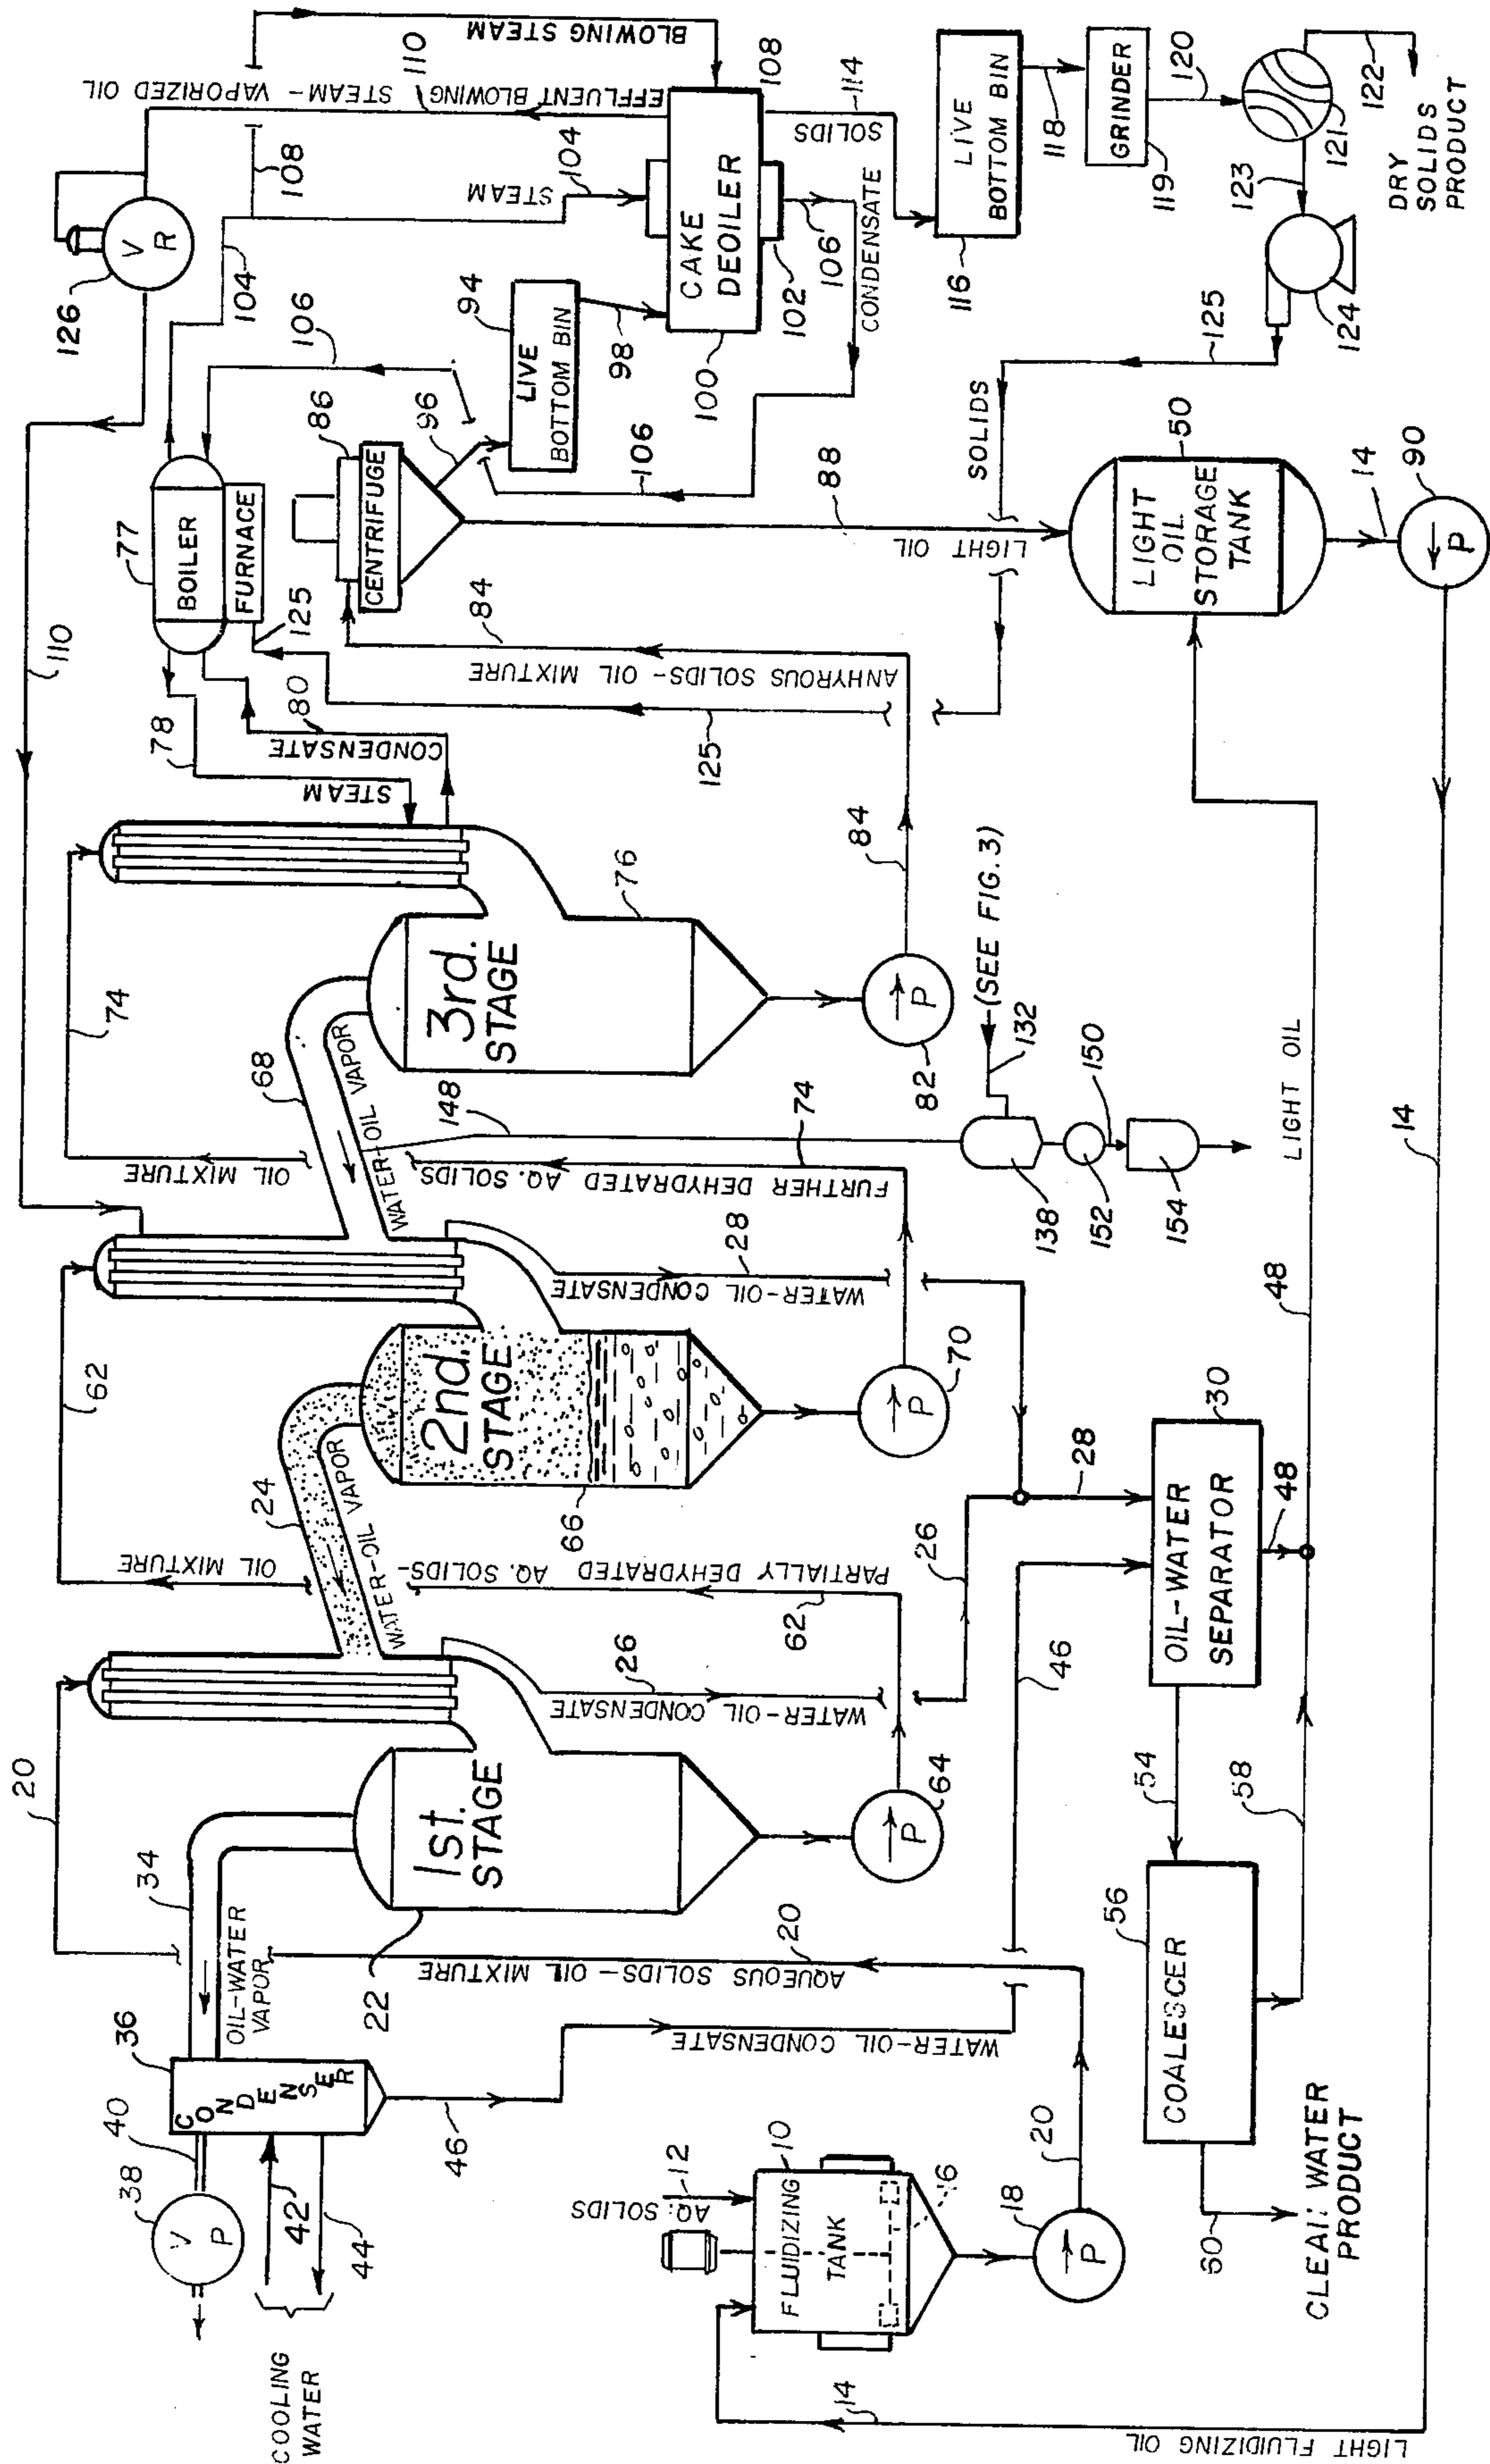 COOLING
WATER
38
V
P
40
42
44
36
CONDENSER
46
34
OIL-WATER
VAPOR
20
22
1st.
STAGE
WATER-OIL CONDENSATE
AQUEOUS SOLIDS-OIL MIXTURE
20
24
WATER-OIL VAPOR
26
WATER-OIL CONDENSATE
62
PARTIALLY DEHYDRATED AQ. SOLIDS-
OIL MIXTURE
62
64
P
2nd.
STAGE
66
68
WATER-OIL VAPOR
28
WATER-OIL CONDENSATE
70
P
74
FURTHER DEHYDRATED AQ. SOLIDS
OIL MIXTURE
74
148
3rd.
STAGE
76
82
P
84
84
ANHYROUS SOLIDS-OIL MIXTURE
110
78
STEAM
80
CONDENSATE
77
BOILER
FURNACE
125
125
86
CENTRIFUGE
88
LIGHT OIL
96
106
106
94
LIVE
BOTTOM BIN
98
126
V
R
104
108
STEAM
104
EFFLUENT BLOWING STEAM-VAPORIZED OIL
110
BLOWING STEAM
CAKE
DEOILER
100
102
108
106
CONDENSATE
SOLIDS
114
116
LIVE
BOTTOM BIN
118
GRINDER
119
120
121
122
DRY
SOLIDS
PRODUCT
123
124
125
SOLIDS
LIGHT
OIL
STORAGE
TANK
50
14
90
P
(SEE FIG. 3)
132
138
150
152
154
LIGHT OIL
48
14
26
28
46
OIL-WATER
SEPARATOR
30
48
54
56
COALESCER
58
60
CLEAN WATER
PRODUCT
AQ. SOLIDS
12
10
FLUIDIZING
TANK
16
18
P
20
14
LIGHT FLUIDIZING OIL